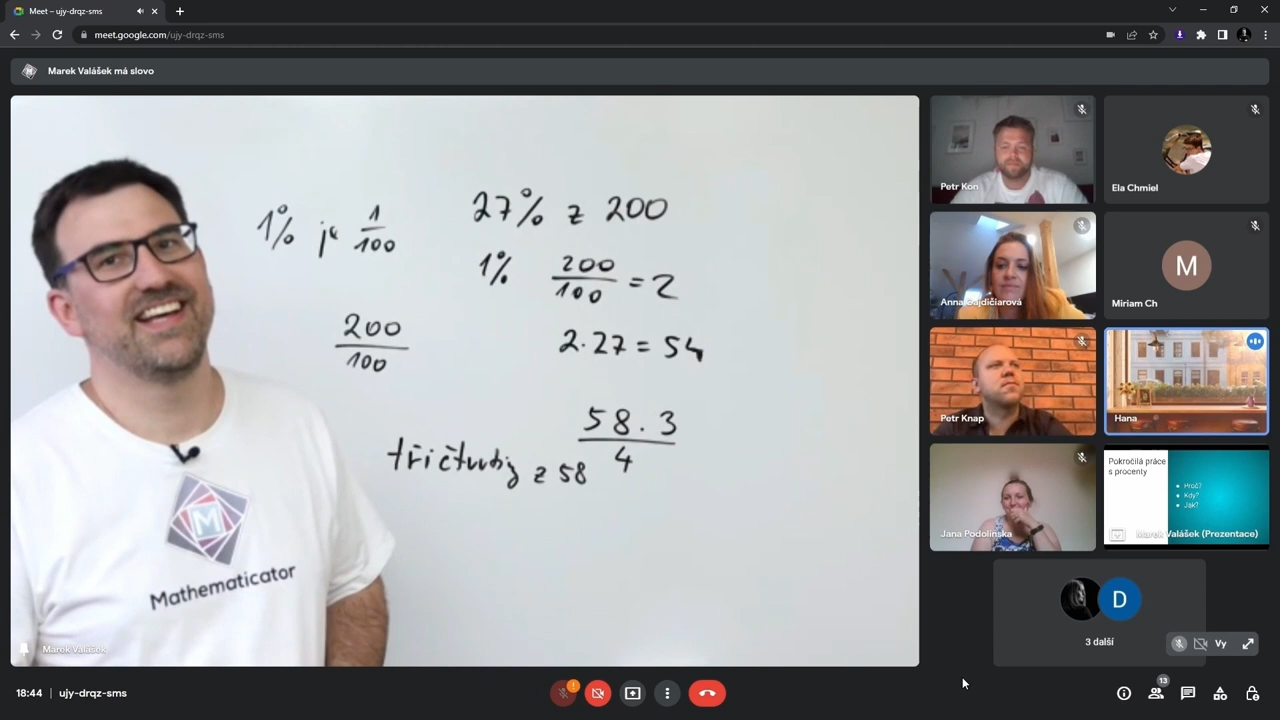 Meet – ujy-drqz-sms
meet.google.com/ujy-drqz-sms
M
Marek Valášek má slovo
1% je 1/100
27% z 200
1% 200/100 = 2
200/100
2·27 = 54
58·3/4
třičtvrtiny z 58
M
Mathematicator
Marek Valášek
Petr Kon
Ela Chmiel
Anna Gajdičiarová
M
Miriam Ch
Petr Knap
Hana
Jana Podolinska
Pokročilá práce
s procenty
• Proč?
• Kdy?
• Jak?
Marek Valášek (Prezentace)
D
3 další
Vy
18:44 | ujy-drqz-sms
!
13